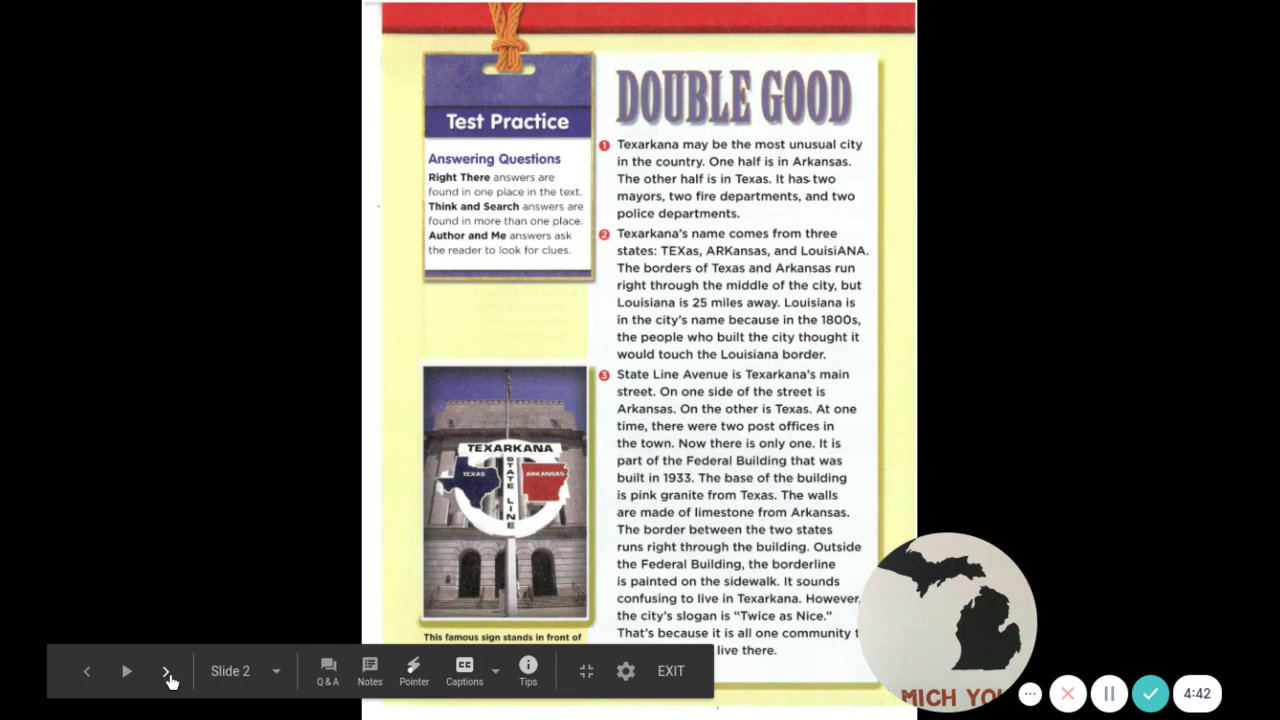 Test Practice
Answering Questions
Right There answers are
found in one place in the text.
Think and Search answers are
found in more than one place.
Author and Me answers ask
the reader to look for clues.
DOUBLE GOOD
1 Texarkana may be the most unusual city
in the country. One half is in Arkansas.
The other half is in Texas. It has two
mayors, two fire departments, and two
police departments.
2 Texarkana's name comes from three
states: TEXas, ARKansas, and LouisiANA.
The borders of Texas and Arkansas run
right through the middle of the city, but
Louisiana is 25 miles away. Louisiana is
in the city's name because in the 1800s,
the people who built the city thought it
would touch the Louisiana border.
3 State Line Avenue is Texarkana's main
street. On one side of the street is
Arkansas. On the other is Texas. At one
time, there were two post offices in
the town. Now there is only one. It is
part of the Federal Building that was
built in 1933. The base of the building
is pink granite from Texas. The walls
are made of limestone from Arkansas.
The border between the two states
runs right through the building. Outside
the Federal Building, the borderline
is painted on the sidewalk. It sounds
confusing to live in Texarkana. However,
the city's slogan is "Twice as Nice."
That's because it is all one community
live there.
TEXARKANA
TEXAS
ARKANSAS
STATE LINE
This famous sign stands in front of
Slide 2
Q & A
Notes
Pointer
Captions
Tips
EXIT
MICH YO
4:42